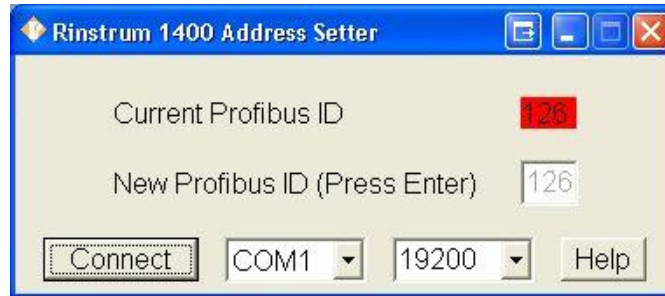 Rinstrum 1400 Address Setter
Current Profibus ID 126
New Profibus ID (Press Enter) 126
Connect COM1 19200 Help